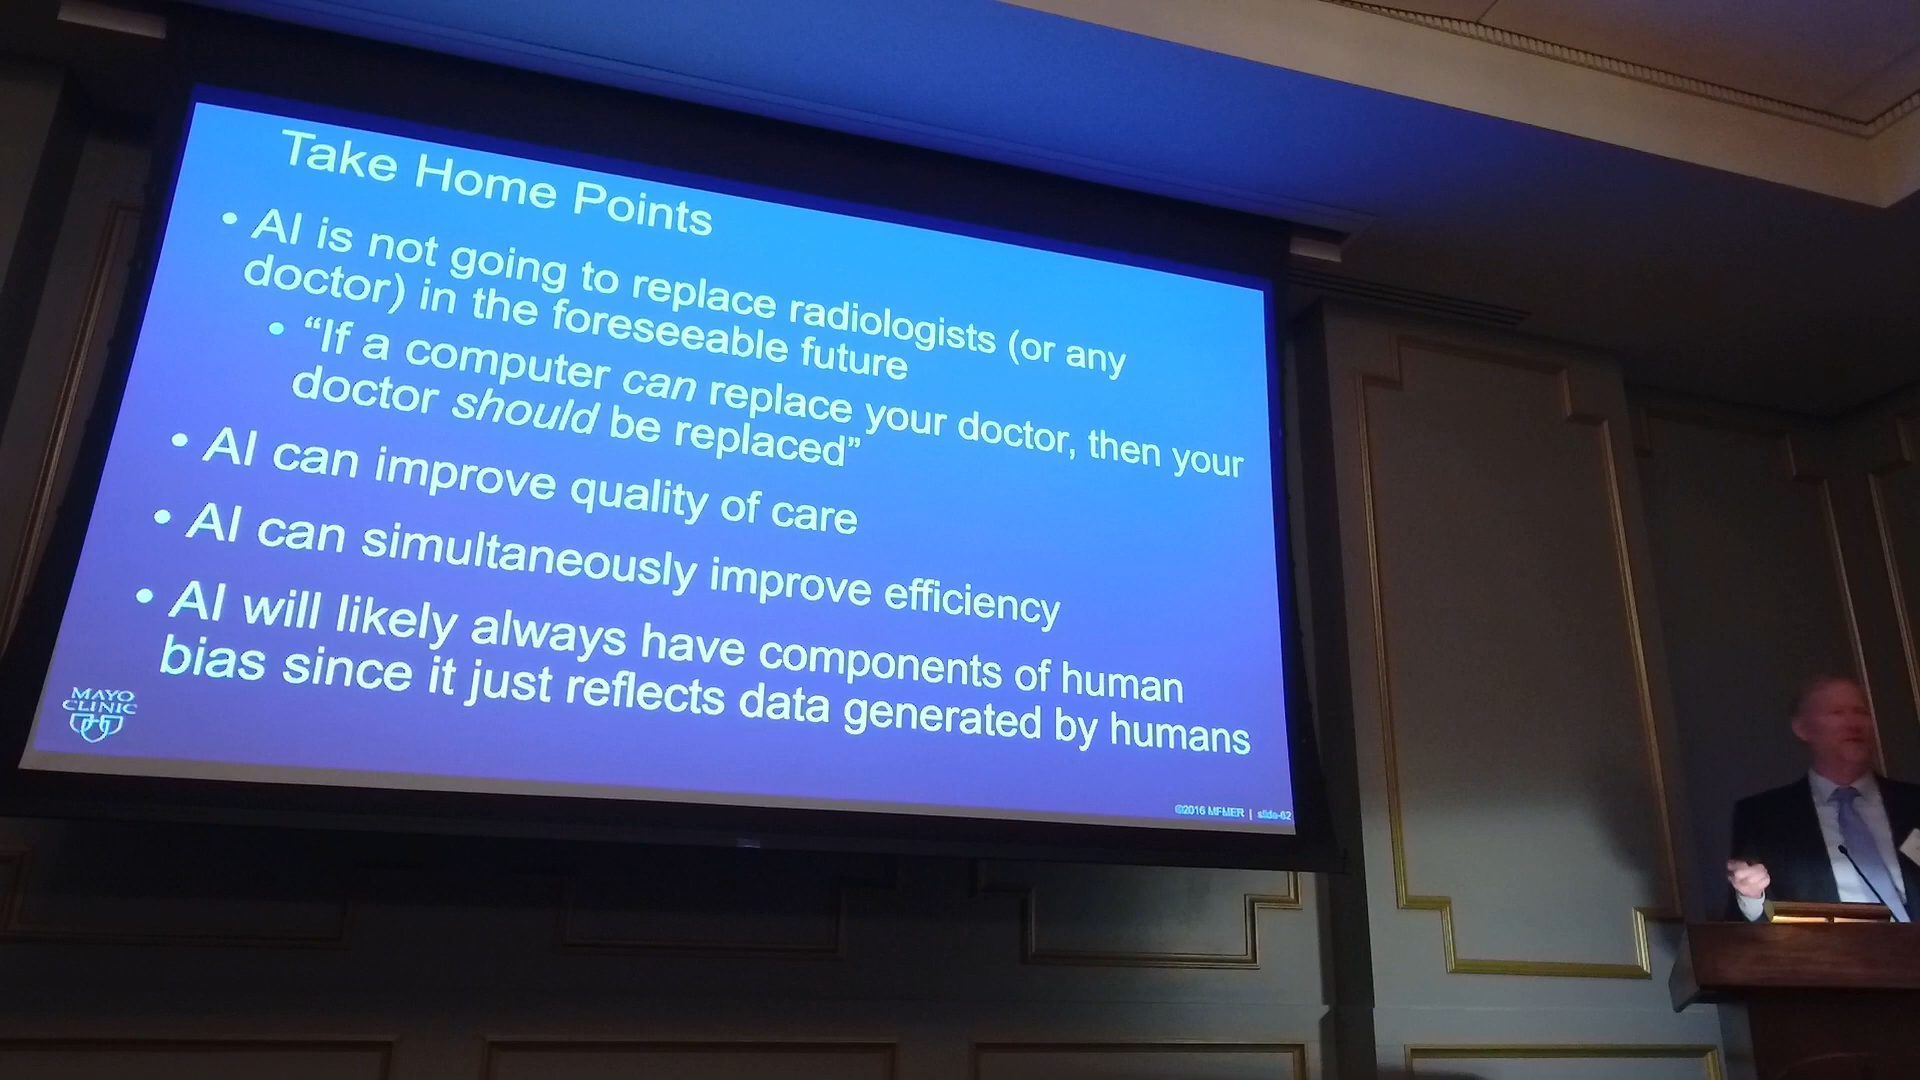 Take Home Points
• AI is not going to replace radiologists (or any
doctor) in the foreseeable future
• “If a computer can replace your doctor, then your
doctor should be replaced”
• AI can improve quality of care
• AI can simultaneously improve efficiency
• AI will likely always have components of human
bias since it just reflects data generated by humans
MAYO
CLINIC
©2016 MFMER | slide-62